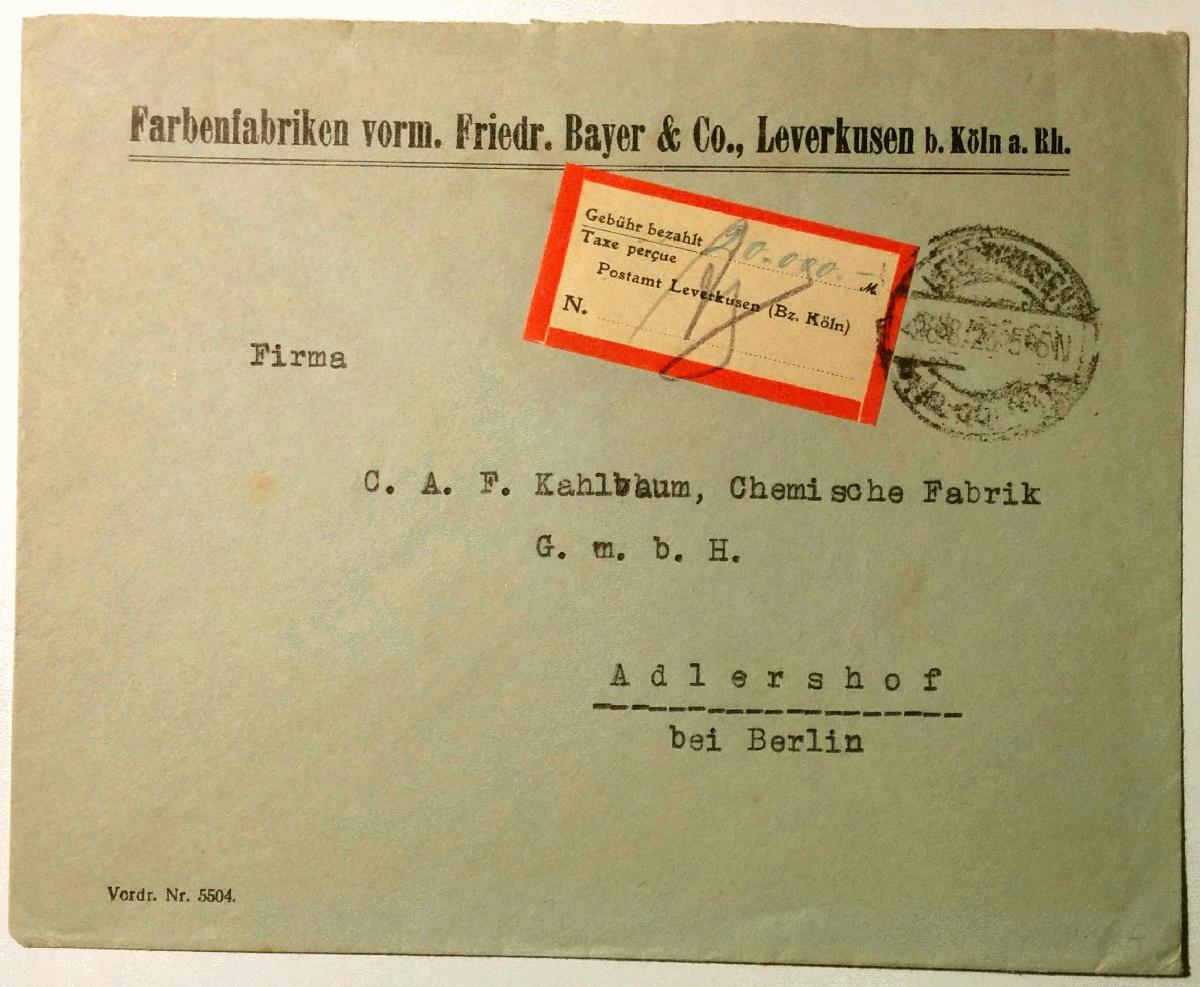 Farbenfabriken vorm. Friedr. Bayer & Co., Leverkusen b. Köln a. Rh.
Gebühr bezahlt 20.000.— M.
Taxe perçue
Postamt Leverkusen (Bz. Köln)
N.
LEVERKUSEN
Firma
C. A. F. Kahlbaum, Chemische Fabrik
G. m. b. H.
Adlershof
bei Berlin
Vordr. Nr. 5504.